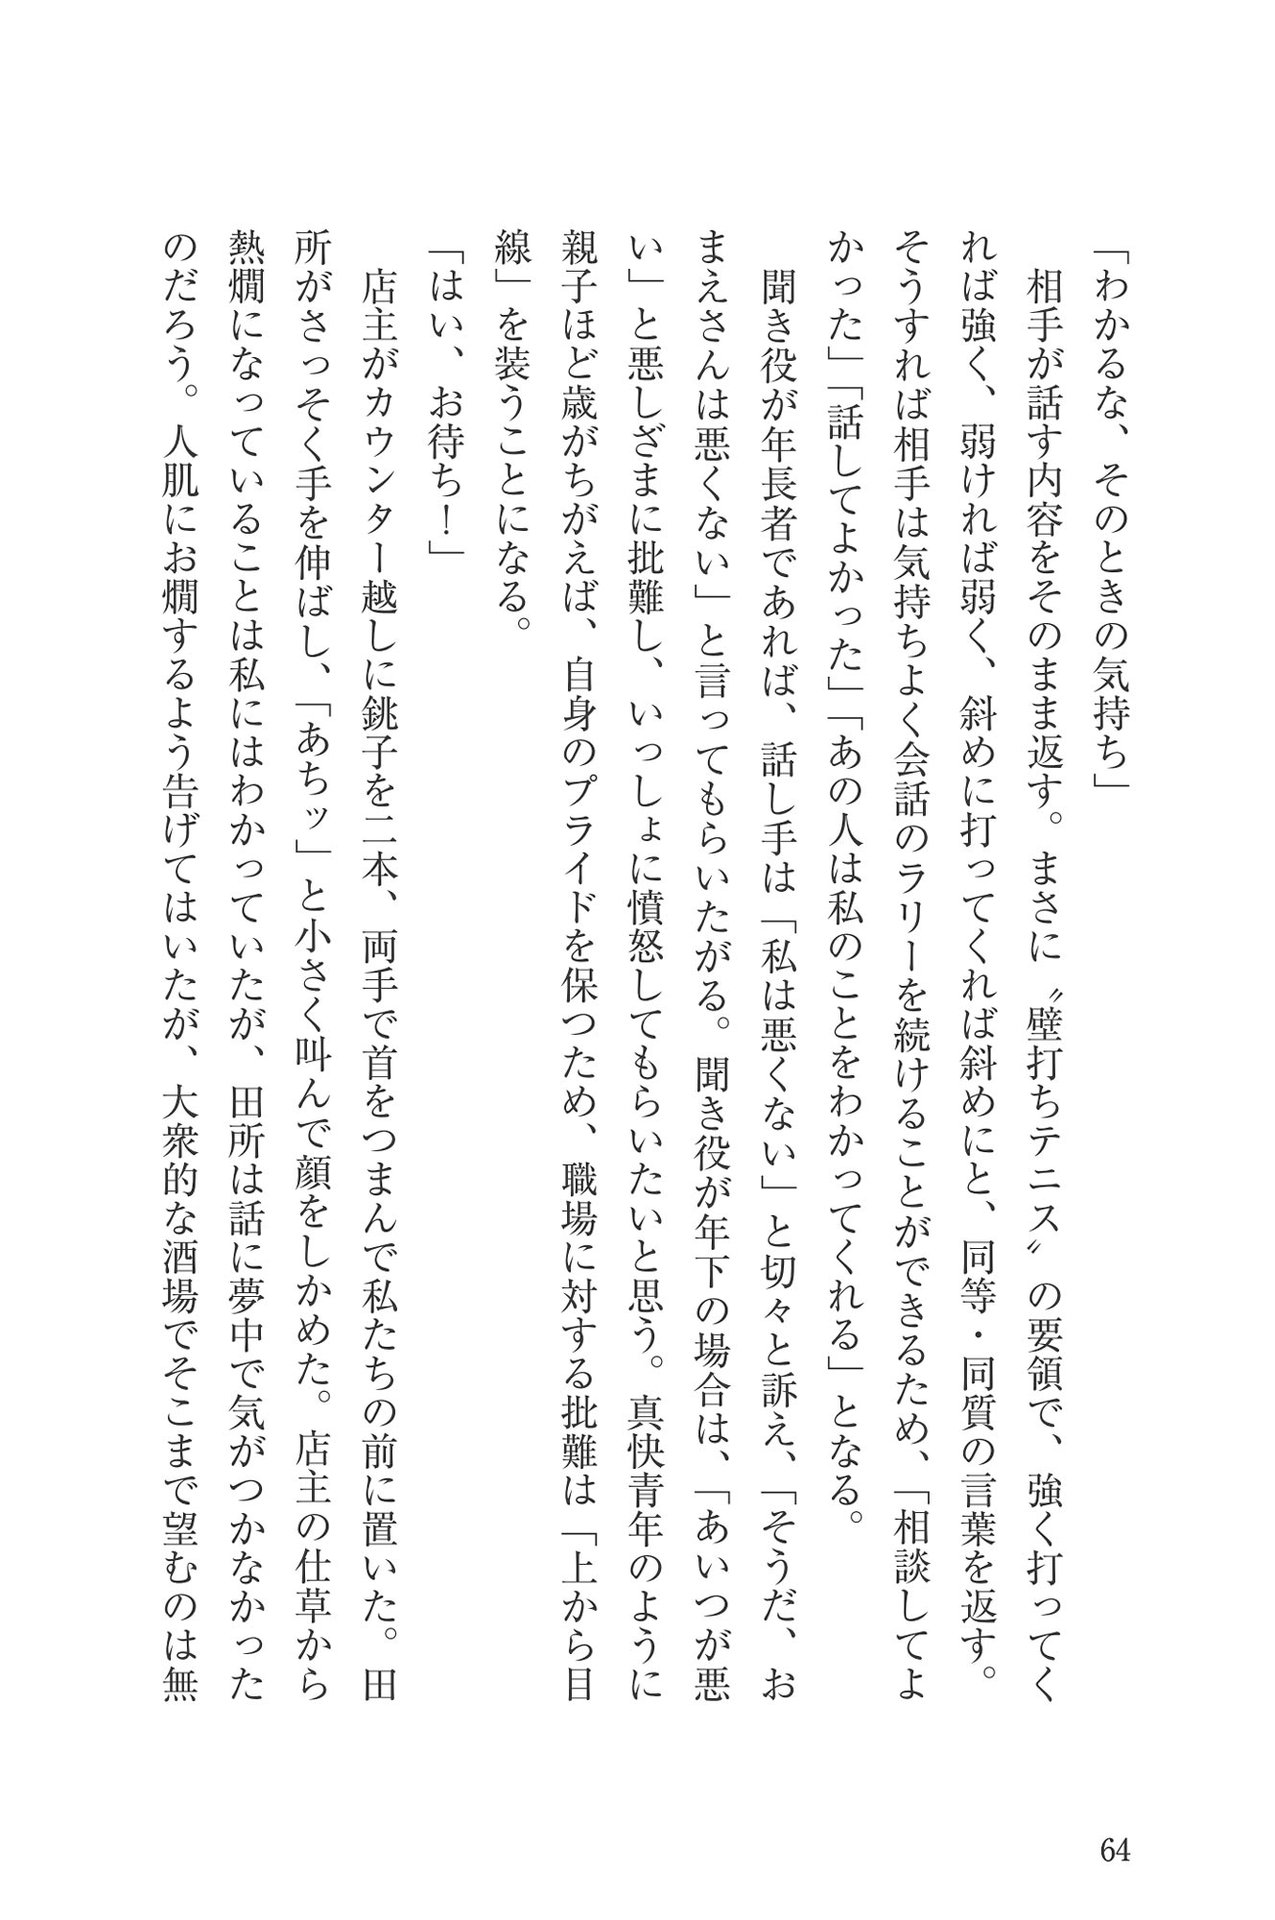 「わかるな、そのときの気持ち」
　相手が話す内容をそのまま返す。まさに〝壁打ちテニス〟の要領で、強く打ってく
れば強く、弱ければ弱く、斜めに打ってくれば斜めにと、同等・同質の言葉を返す。
そうすれば相手は気持ちよく会話のラリーを続けることができるため、「相談してよ
かった」「話してよかった」「あの人は私のことをわかってくれる」となる。
　聞き役が年長者であれば、話し手は「私は悪くない」と切々と訴え、「そうだ、お
まえさんは悪くない」と言ってもらいたがる。聞き役が年下の場合は、「あいつが悪
い」と悪しざまに批難し、いっしょに憤怒してもらいたいと思う。真快青年のように
親子ほど歳がちがえば、自身のプライドを保つため、職場に対する批難は「上から目
線」を装うことになる。
「はい、お待ち！」
　店主がカウンター越しに銚子を二本、両手で首をつまんで私たちの前に置いた。田
所がさっそく手を伸ばし、「あちッ」と小さく叫んで顔をしかめた。店主の仕草から
熱燗になっていることは私にはわかっていたが、田所は話に夢中で気がつかなかった
のだろう。人肌にお燗するよう告げてはいたが、大衆的な酒場でそこまで望むのは無
64